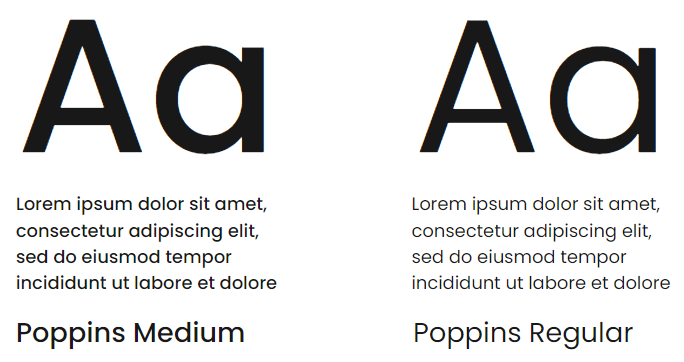 Aa
Lorem ipsum dolor sit amet,
consectetur adipiscing elit,
sed do eiusmod tempor
incididunt ut labore et dolore
Poppins Medium
Aa
Lorem ipsum dolor sit amet,
consectetur adipiscing elit,
sed do eiusmod tempor
incididunt ut labore et dolore
Poppins Regular